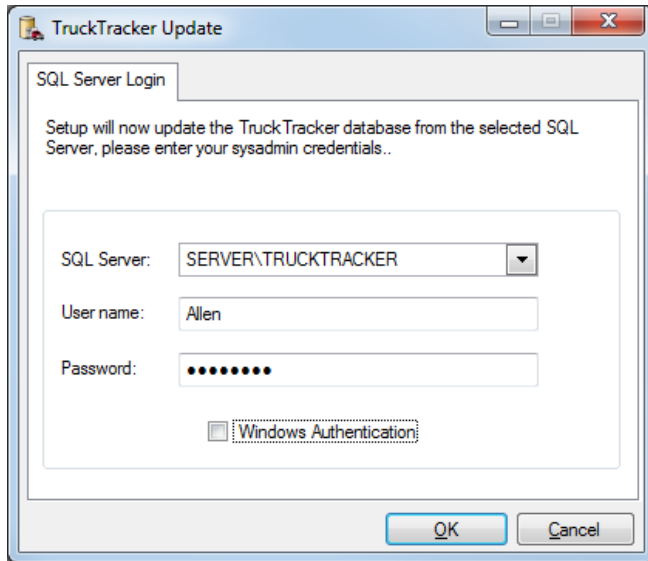 TruckTracker Update
SQL Server Login
Setup will now update the TruckTracker database from the selected SQL
Server, please enter your sysadmin credentials..
SQL Server: SERVER\TRUCKTRACKER
User name: Allen
Password: ●●●●●●●●
Windows Authentication
OK Cancel